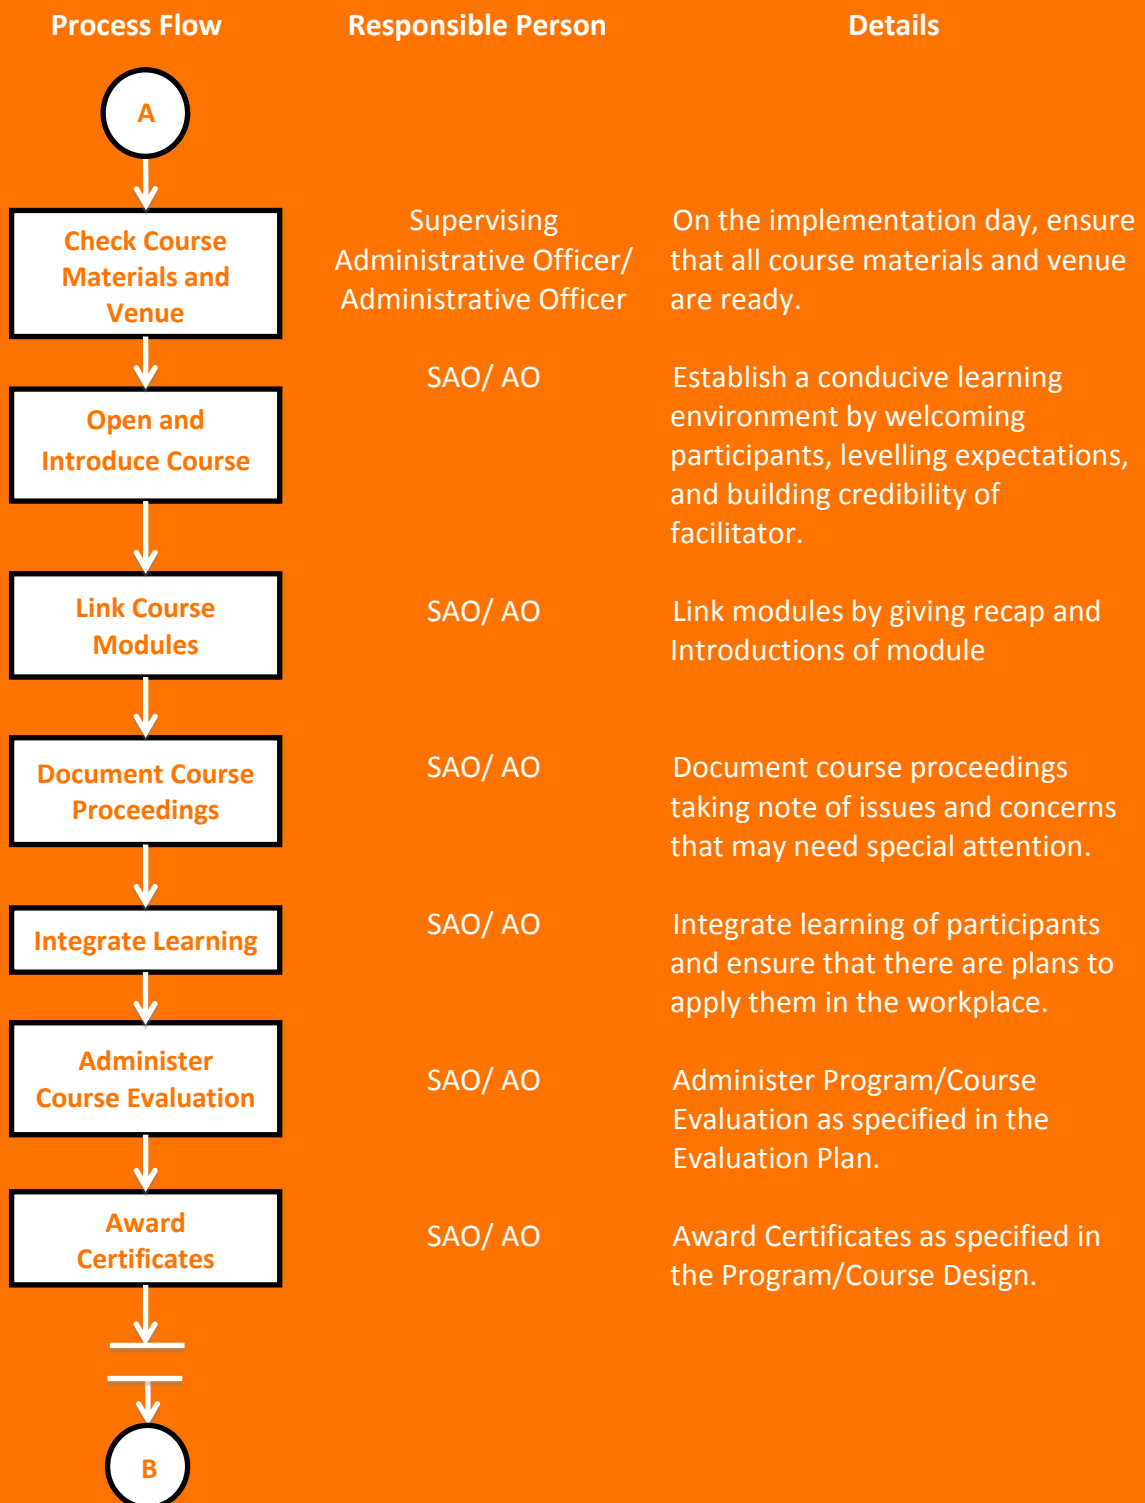 Process Flow Responsible Person Details
A
Check Course
Materials and
Venue
Supervising
Administrative Officer/
Administrative Officer
On the implementation day, ensure
that all course materials and venue
are ready.
Open and
Introduce Course
SAO/ AO
Establish a conducive learning
environment by welcoming
participants, levelling expectations,
and building credibility of
facilitator.
Link Course
Modules
SAO/ AO
Link modules by giving recap and
Introductions of module
Document Course
Proceedings
SAO/ AO
Document course proceedings
taking note of issues and concerns
that may need special attention.
Integrate Learning
SAO/ AO
Integrate learning of participants
and ensure that there are plans to
apply them in the workplace.
Administer
Course Evaluation
SAO/ AO
Administer Program/Course
Evaluation as specified in the
Evaluation Plan.
Award
Certificates
SAO/ AO
Award Certificates as specified in
the Program/Course Design.
B